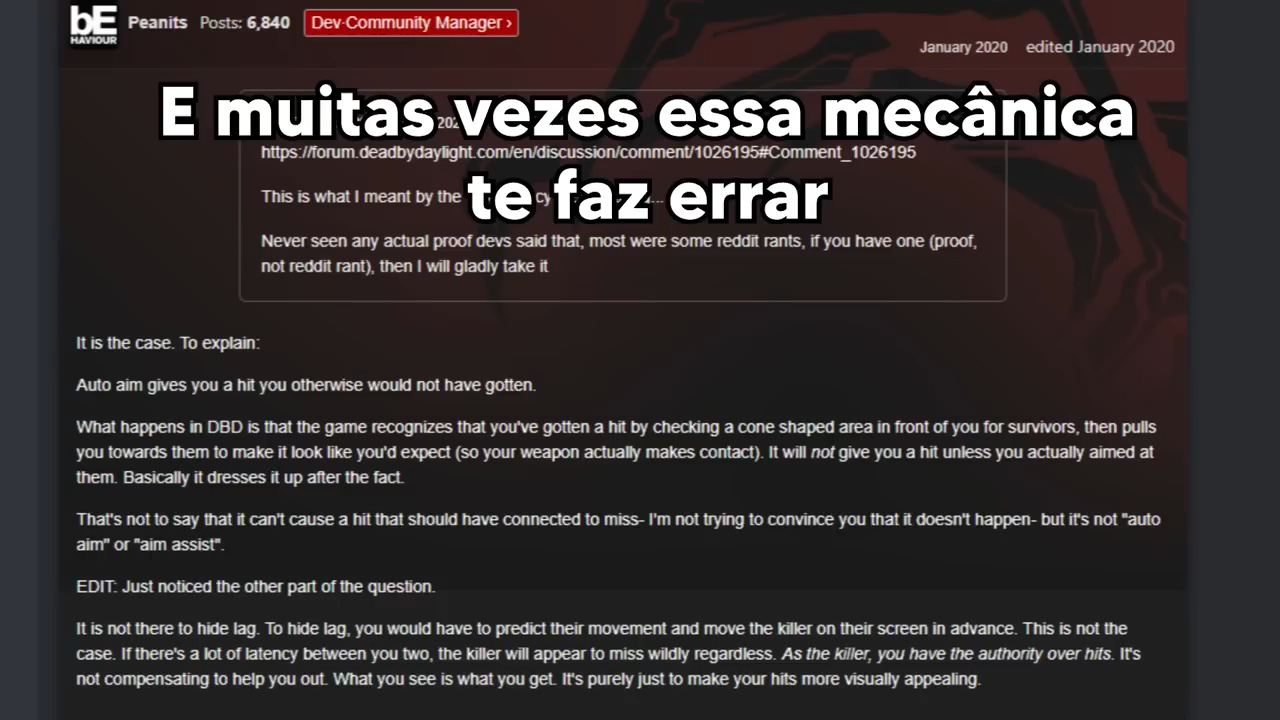 bE
HAVIOUR
Peanits Posts: 6,840 Dev·Community Manager ›
January 2020 edited January 2020
E muitas vezes essa mecânica
https://forum.deadbydaylight.com/en/discussion/comment/1026195#Comment_1026195
te faz errar
This is what I meant by the
Never seen any actual proof devs said that, most were some reddit rants, if you have one (proof,
not reddit rant), then I will gladly take it
It is the case. To explain:
Auto aim gives you a hit you otherwise would not have gotten.
What happens in DBD is that the game recognizes that you've gotten a hit by checking a cone shaped area in front of you for survivors, then pulls
you towards them to make it look like you'd expect (so your weapon actually makes contact). It will not give you a hit unless you actually aimed at
them. Basically it dresses it up after the fact.
That's not to say that it can't cause a hit that should have connected to miss- I'm not trying to convince you that it doesn't happen- but it's not "auto
aim" or "aim assist".
EDIT: Just noticed the other part of the question.
It is not there to hide lag. To hide lag, you would have to predict their movement and move the killer on their screen in advance. This is not the
case. If there's a lot of latency between you two, the killer will appear to miss wildly regardless. As the killer, you have the authority over hits. It's
not compensating to help you out. What you see is what you get. It's purely just to make your hits more visually appealing.